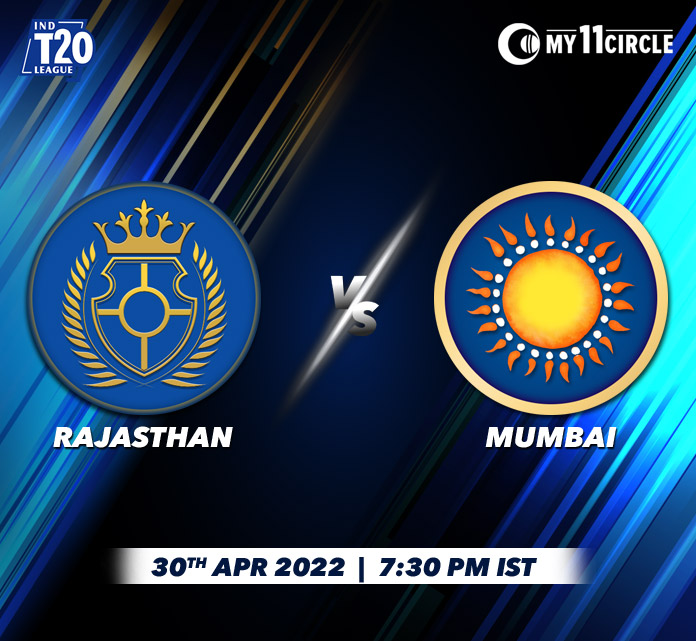 IND
T20
LEAGUE
MY11CIRCLE
VS
RAJASTHAN
MUMBAI
30TH APR 2022 | 7:30 PM IST